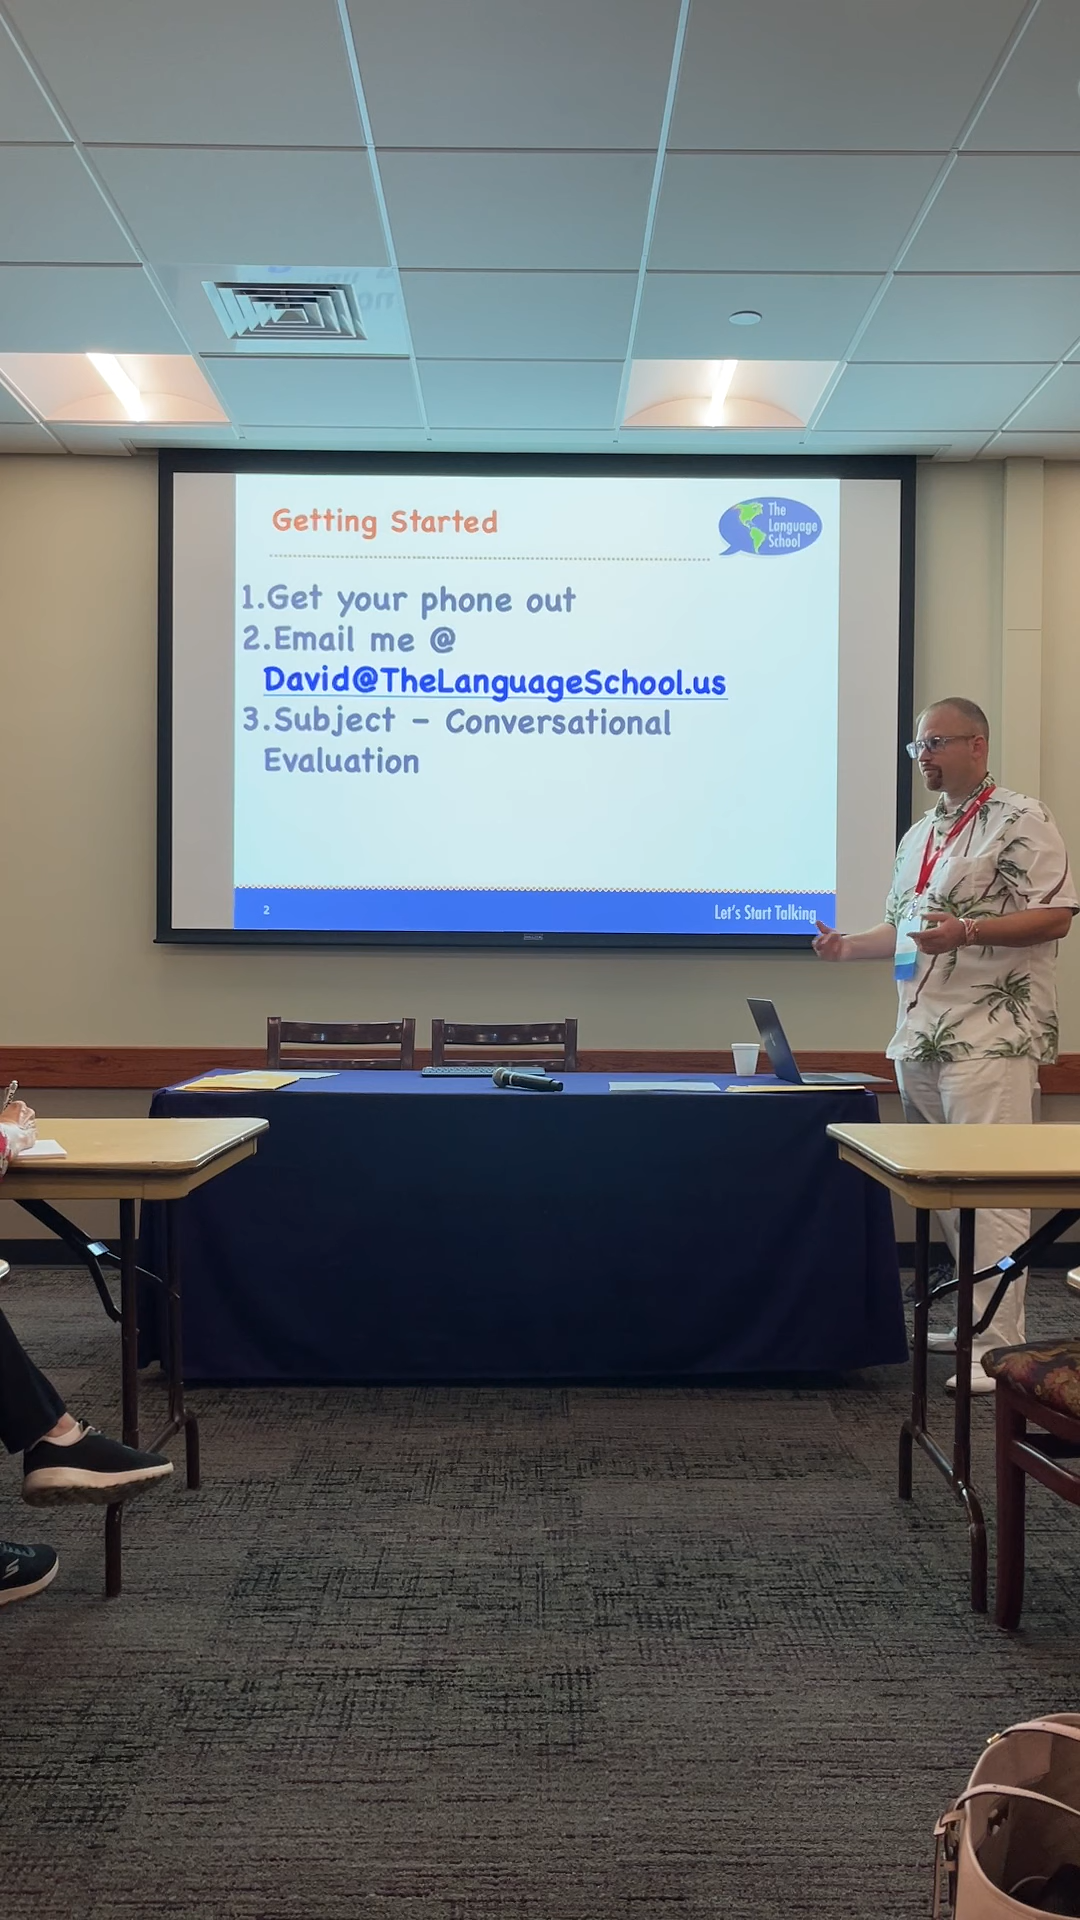 Getting Started
The
Language
School
1.Get your phone out
2.Email me @
David@TheLanguageSchool.us
3.Subject – Conversational
Evaluation
2
Let's Start Talking